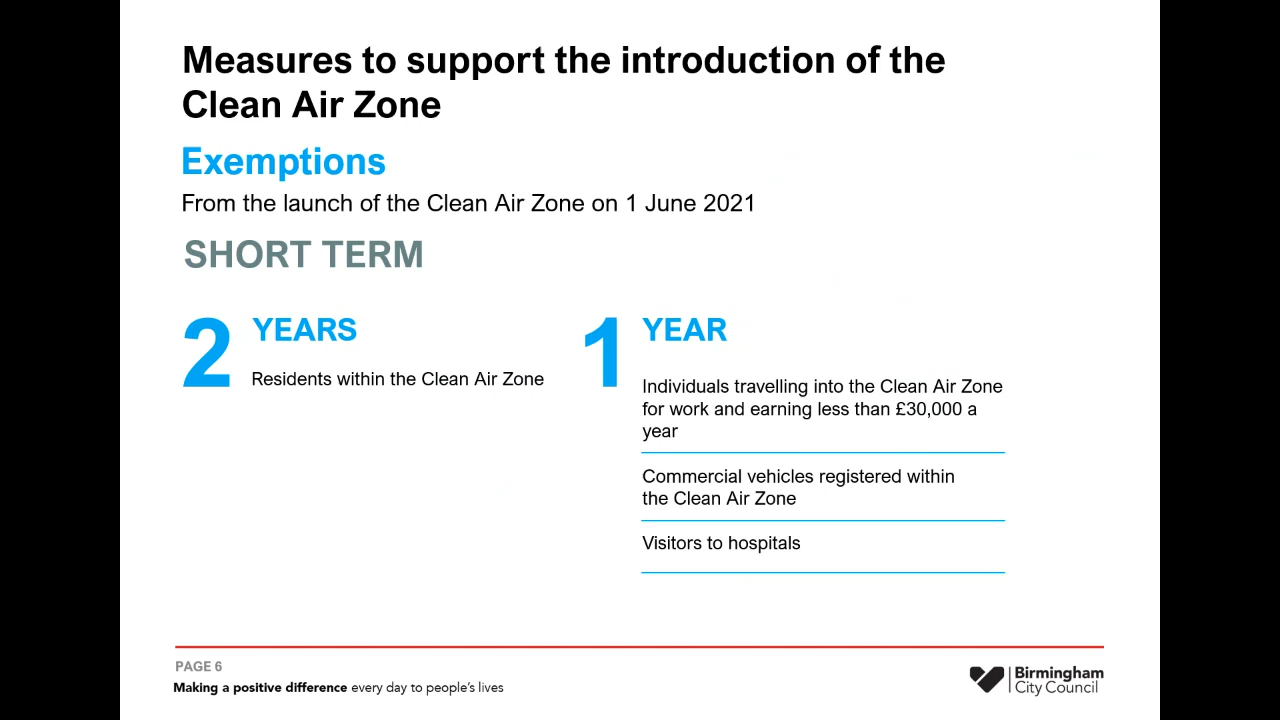 Measures to support the introduction of the
Clean Air Zone
Exemptions
From the launch of the Clean Air Zone on 1 June 2021
SHORT TERM
2 YEARS
Residents within the Clean Air Zone
1 YEAR
Individuals travelling into the Clean Air Zone
for work and earning less than £30,000 a
year
Commercial vehicles registered within
the Clean Air Zone
Visitors to hospitals
PAGE 6
Making a positive difference every day to people's lives
Birmingham
City Council